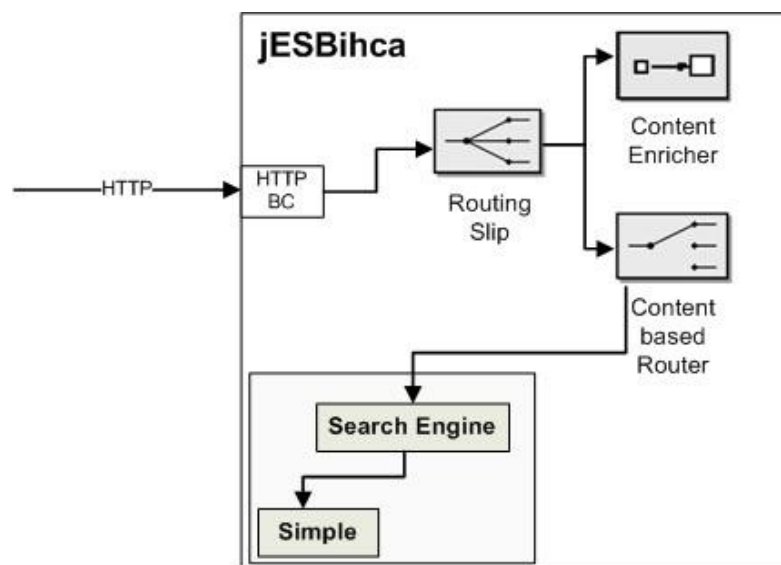 jESBihca
Content
Enricher
HTTP
HTTP
BC
Routing
Slip
Content
based
Router
Search Engine
Simple